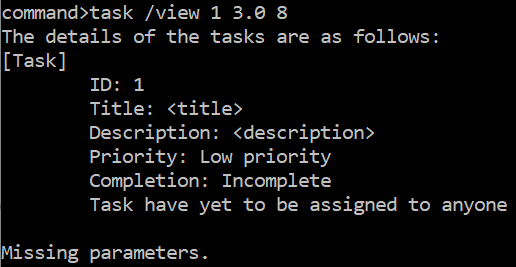 command>task /view 1 3.0 8
The details of the tasks are as follows:
[Task]
ID: 1
Title: <title>
Description: <description>
Priority: Low priority
Completion: Incomplete
Task have yet to be assigned to anyone
Missing parameters.